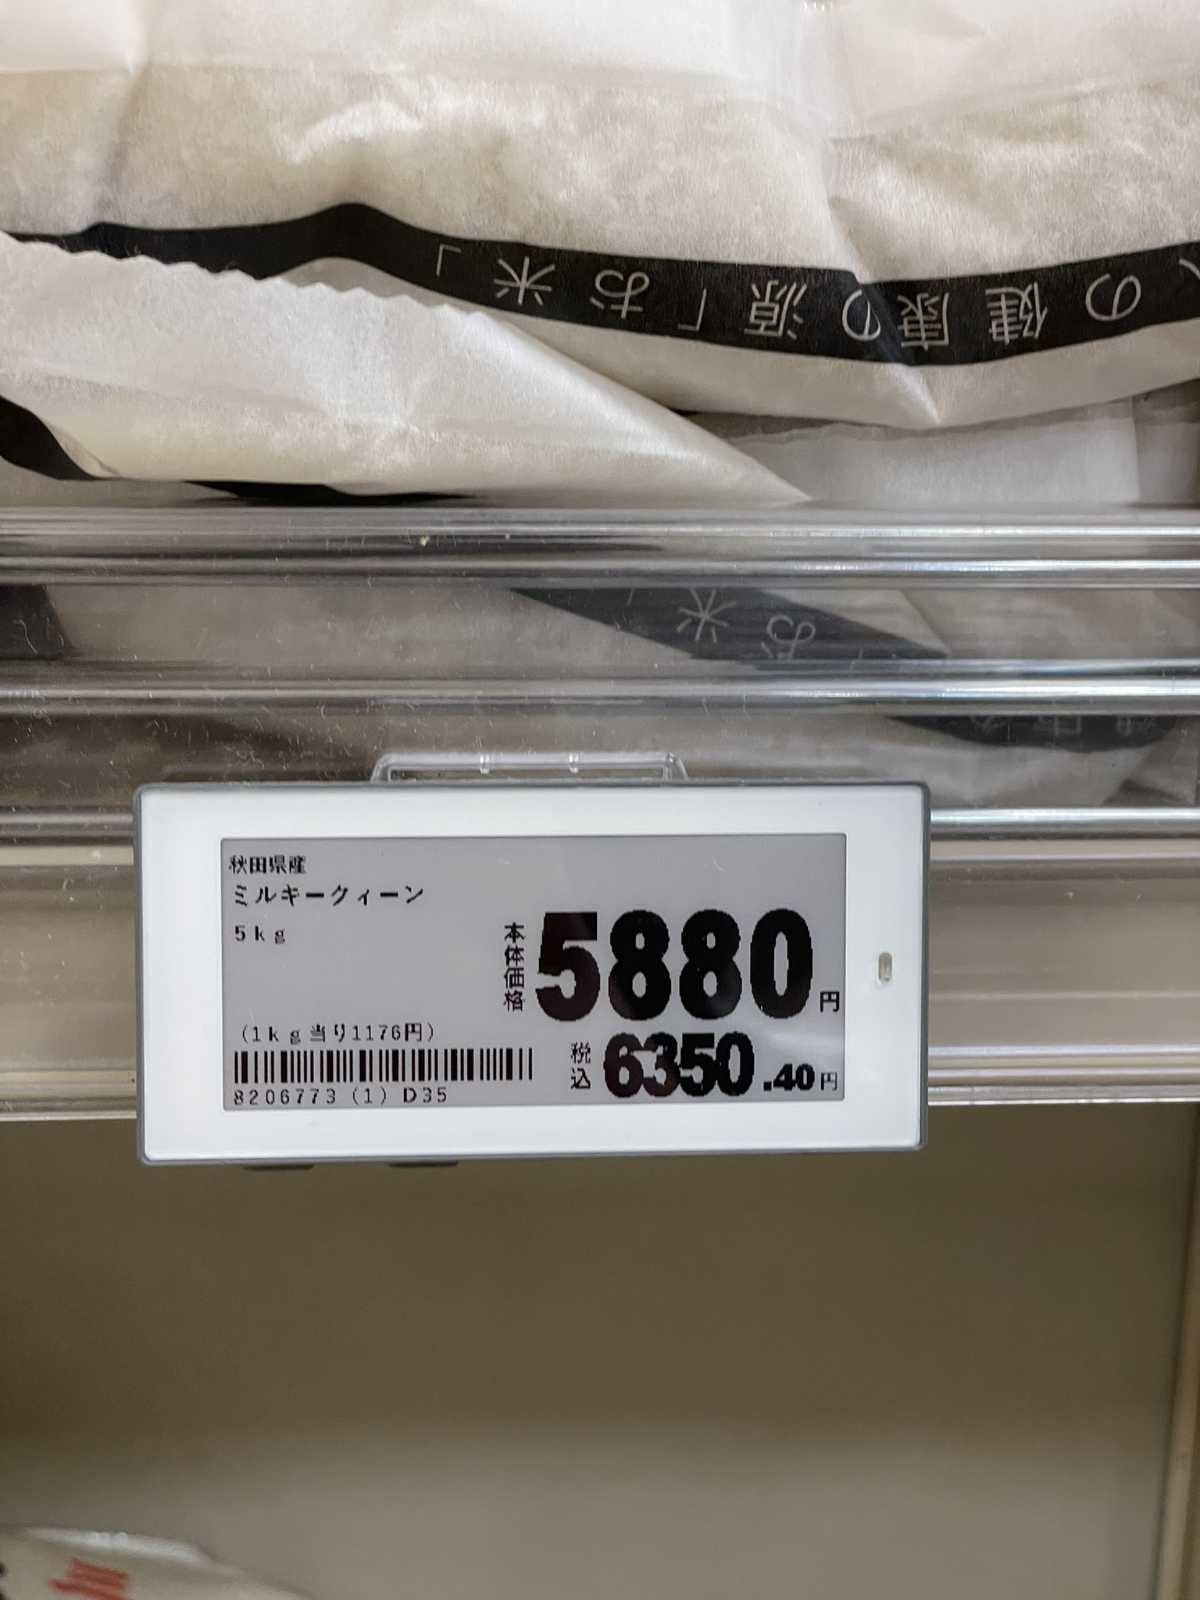 の健康の源「お米」
お米」
秋田県産
ミルキークィーン
5kg
本体価格
5880円
(1kg当り1176円)
税込
6350.40円
8206773 (1) D35